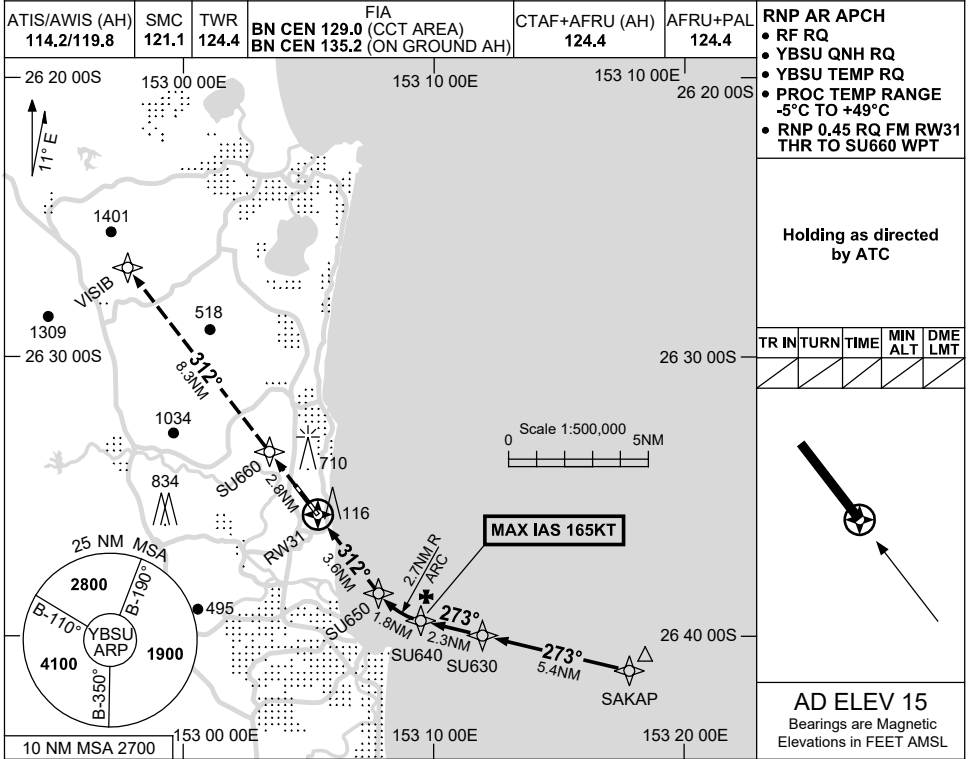 ATIS/AWIS (AH)
114.2/119.8
SMC
121.1
TWR
124.4
FIA
BN CEN 129.0 (CCT AREA)
BN CEN 135.2 (ON GROUND AH)
CTAF+AFRU (AH)
124.4
AFRU+PAL
124.4
RNP AR APCH
• RF RQ
• YBSU QNH RQ
• YBSU TEMP RQ
• PROC TEMP RANGE
-5°C TO +49°C
• RNP 0.45 RQ FM RW31
THR TO SU660 WPT
Holding as directed
by ATC
TR IN
TURN
TIME
MIN
ALT
DME
LMT
AD ELEV 15
Bearings are Magnetic
Elevations in FEET AMSL
26 20 00S
153 00 00E
153 10 00E
153 10 00E
26 20 00S
11° E
1401
VISIB
1309
518
26 30 00S
26 30 00S
312°
8.3NM
1034
Scale 1:500,000
0
5NM
SU660
710
834
2.8NM
116
RW31
MAX IAS 165KT
312°
3.6NM
2.7NM R
ARC
SU650
1.8NM
273°
2.3NM
SU640
SU630
273°
5.4NM
SAKAP
26 40 00S
495
25 NM MSA
2800
B-190°
B-110°
YBSU
ARP
4100
1900
B-350°
10 NM MSA 2700
153 00 00E
153 10 00E
153 20 00E